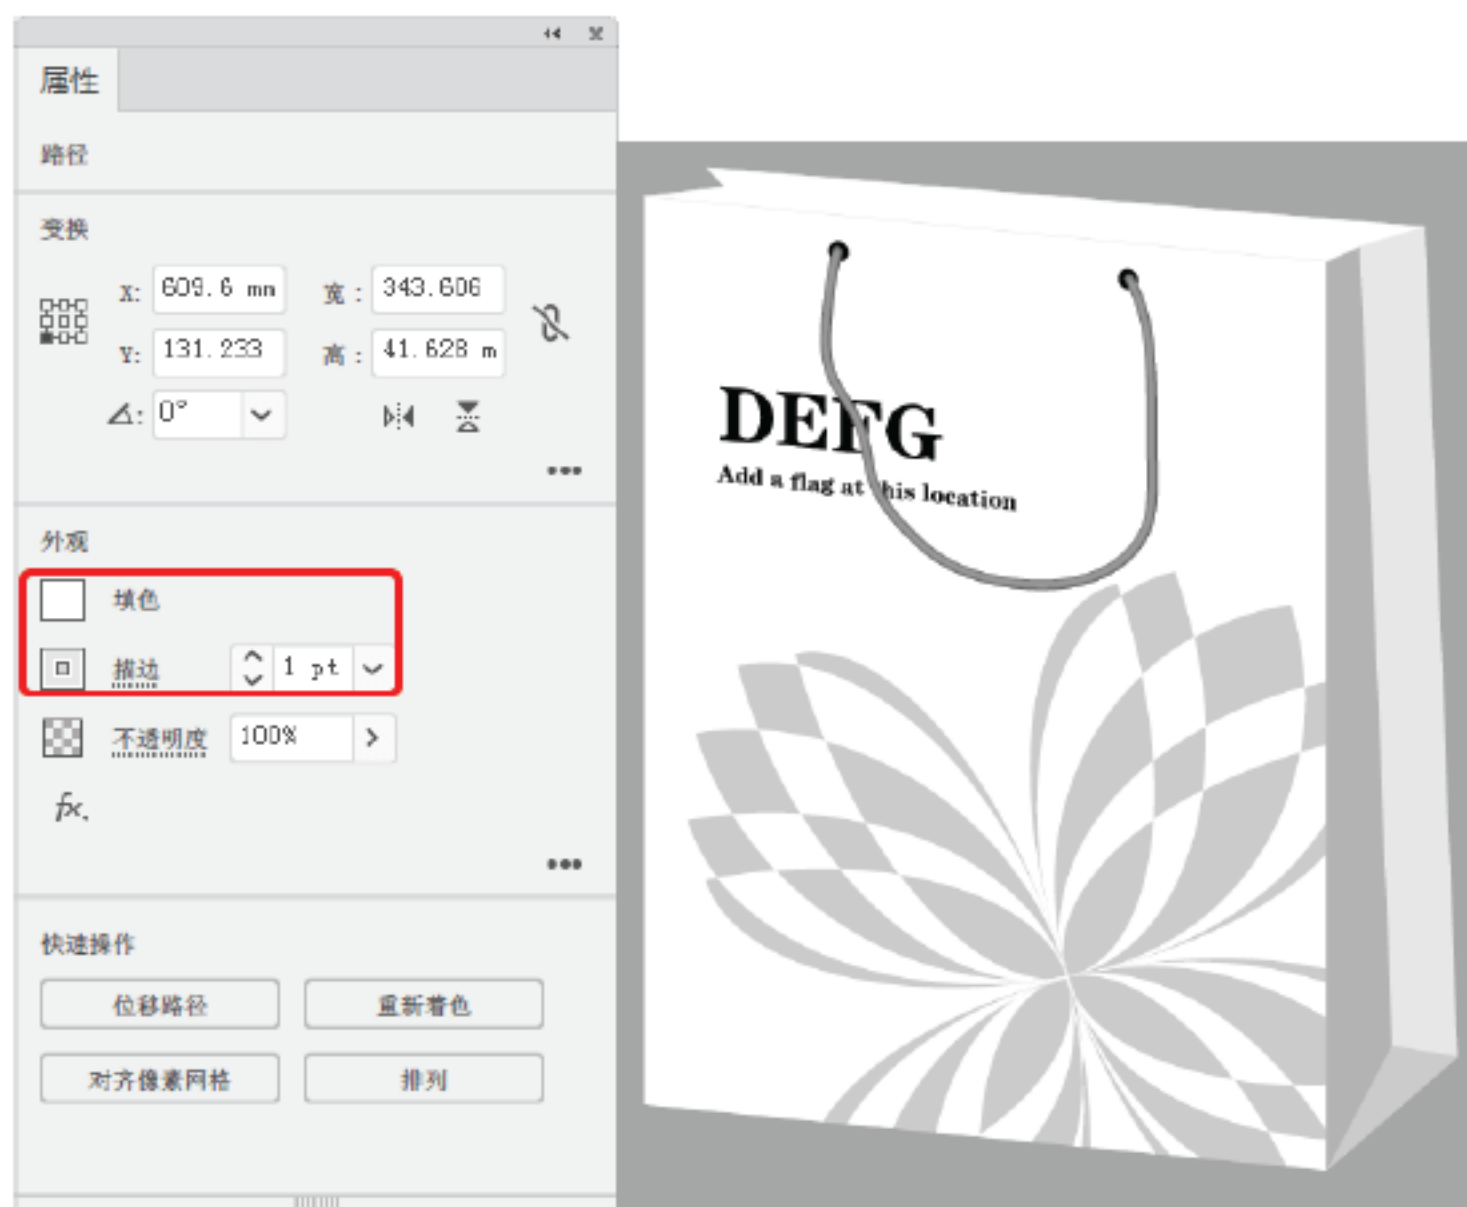 属性
路径
变换
X: 609.6 mm 宽: 343.606
Y: 131.233 高: 41.628 m
: 0°
外观
填色
描边 1 pt
不透明度 100%
fx.
快速操作
位移路径 重新着色
对齐像素网格 排列
DEFG
Add a flag at this location